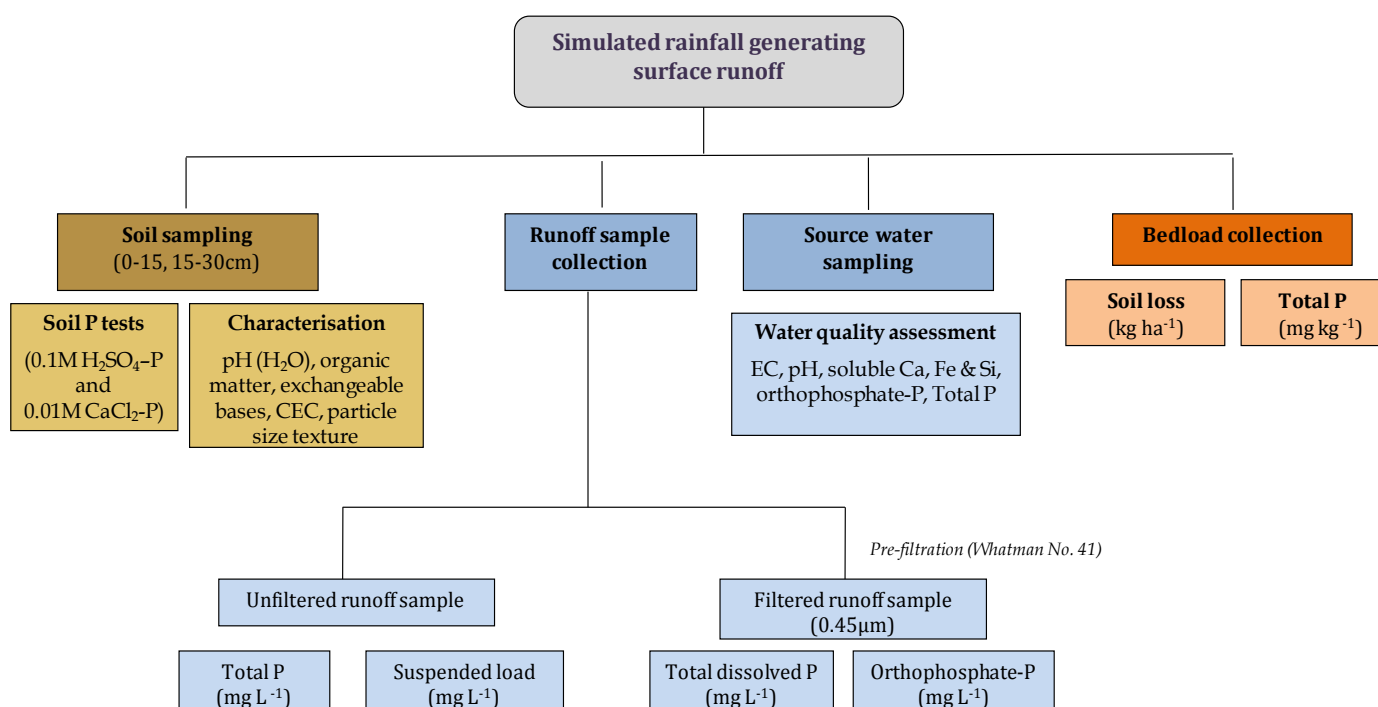 Simulated rainfall generating
surface runoff
Soil sampling
(0-15, 15-30cm)
Runoff sample
collection
Source water
sampling
Bedload collection
Soil P tests
(0.1M H₂SO₄–P
and
0.01M CaCl₂-P)
Characterisation
pH (H₂O), organic
matter, exchangeable
bases, CEC, particle
size texture
Water quality assessment
EC, pH, soluble Ca, Fe & Si,
orthophosphate-P, Total P
Soil loss
(kg ha⁻¹)
Total P
(mg kg⁻¹)
Pre-filtration (Whatman No. 41)
Unfiltered runoff sample
Filtered runoff sample
(0.45µm)
Total P
(mg L⁻¹)
Suspended load
(mg L⁻¹)
Total dissolved P
(mg L⁻¹)
Orthophosphate-P
(mg L⁻¹)